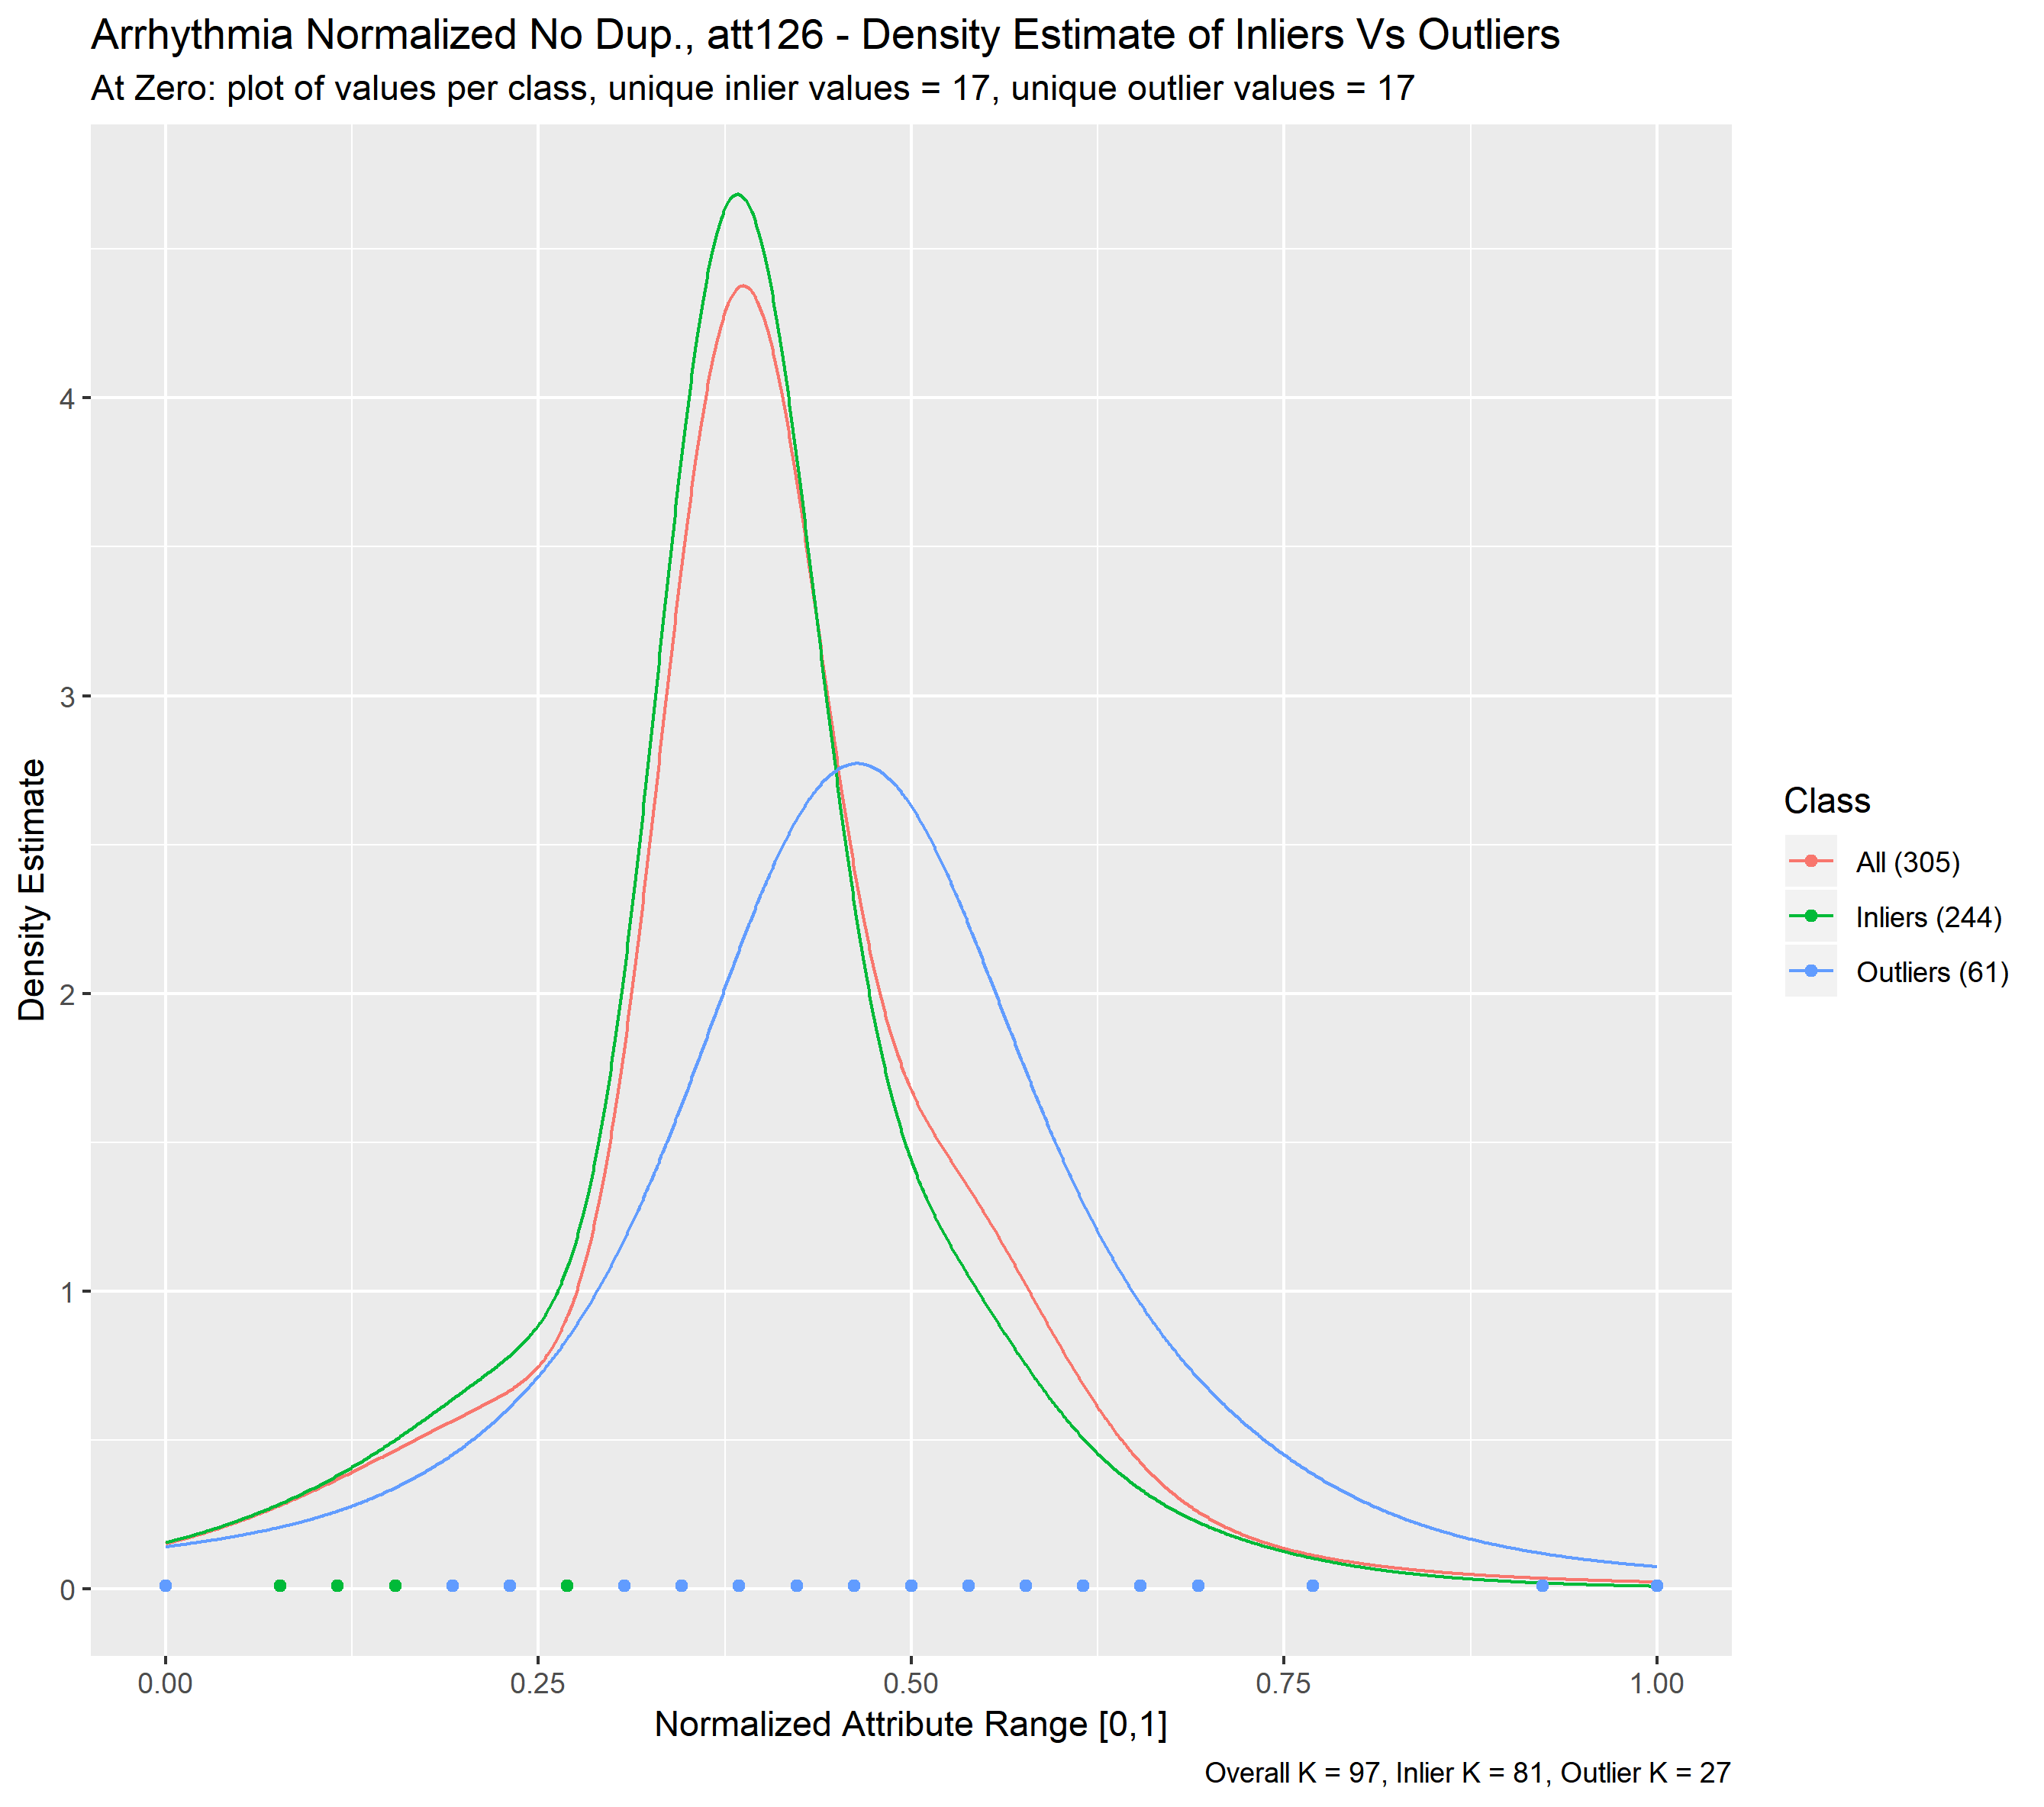 Arrhythmia Normalized No Dup., att126 - Density Estimate of Inliers Vs Outliers
At Zero: plot of values per class, unique inlier values = 17, unique outlier values = 17
Density Estimate
4
3
2
1
0
0.00 0.25 0.50 0.75 1.00
Normalized Attribute Range [0,1]
Class
All (305)
Inliers (244)
Outliers (61)
Overall K = 97, Inlier K = 81, Outlier K = 27